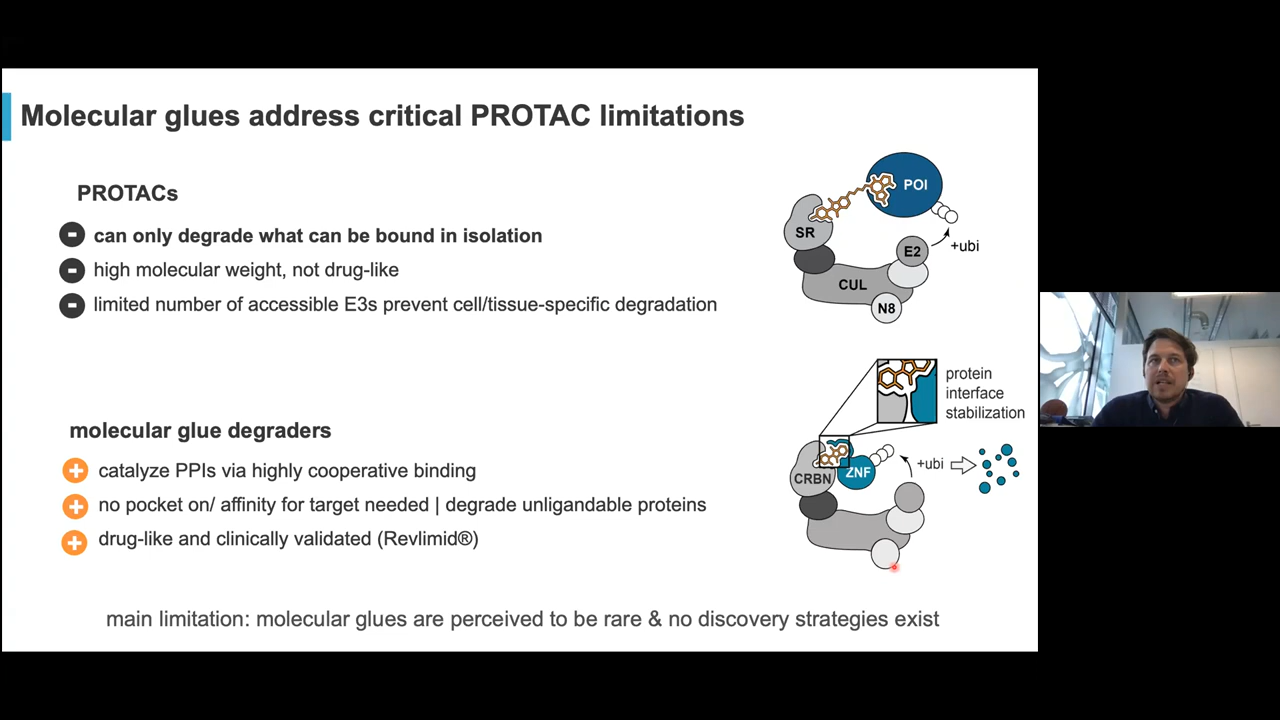 Molecular glues address critical PROTAC limitations
PROTACs
can only degrade what can be bound in isolation
high molecular weight, not drug-like
limited number of accessible E3s prevent cell/tissue-specific degradation
POI
SR
E2
+ubi
CUL
N8
molecular glue degraders
catalyze PPIs via highly cooperative binding
no pocket on/ affinity for target needed | degrade unligandable proteins
drug-like and clinically validated (Revlimid®)
protein
interface
stabilization
CRBN
ZNF
+ubi
main limitation: molecular glues are perceived to be rare & no discovery strategies exist